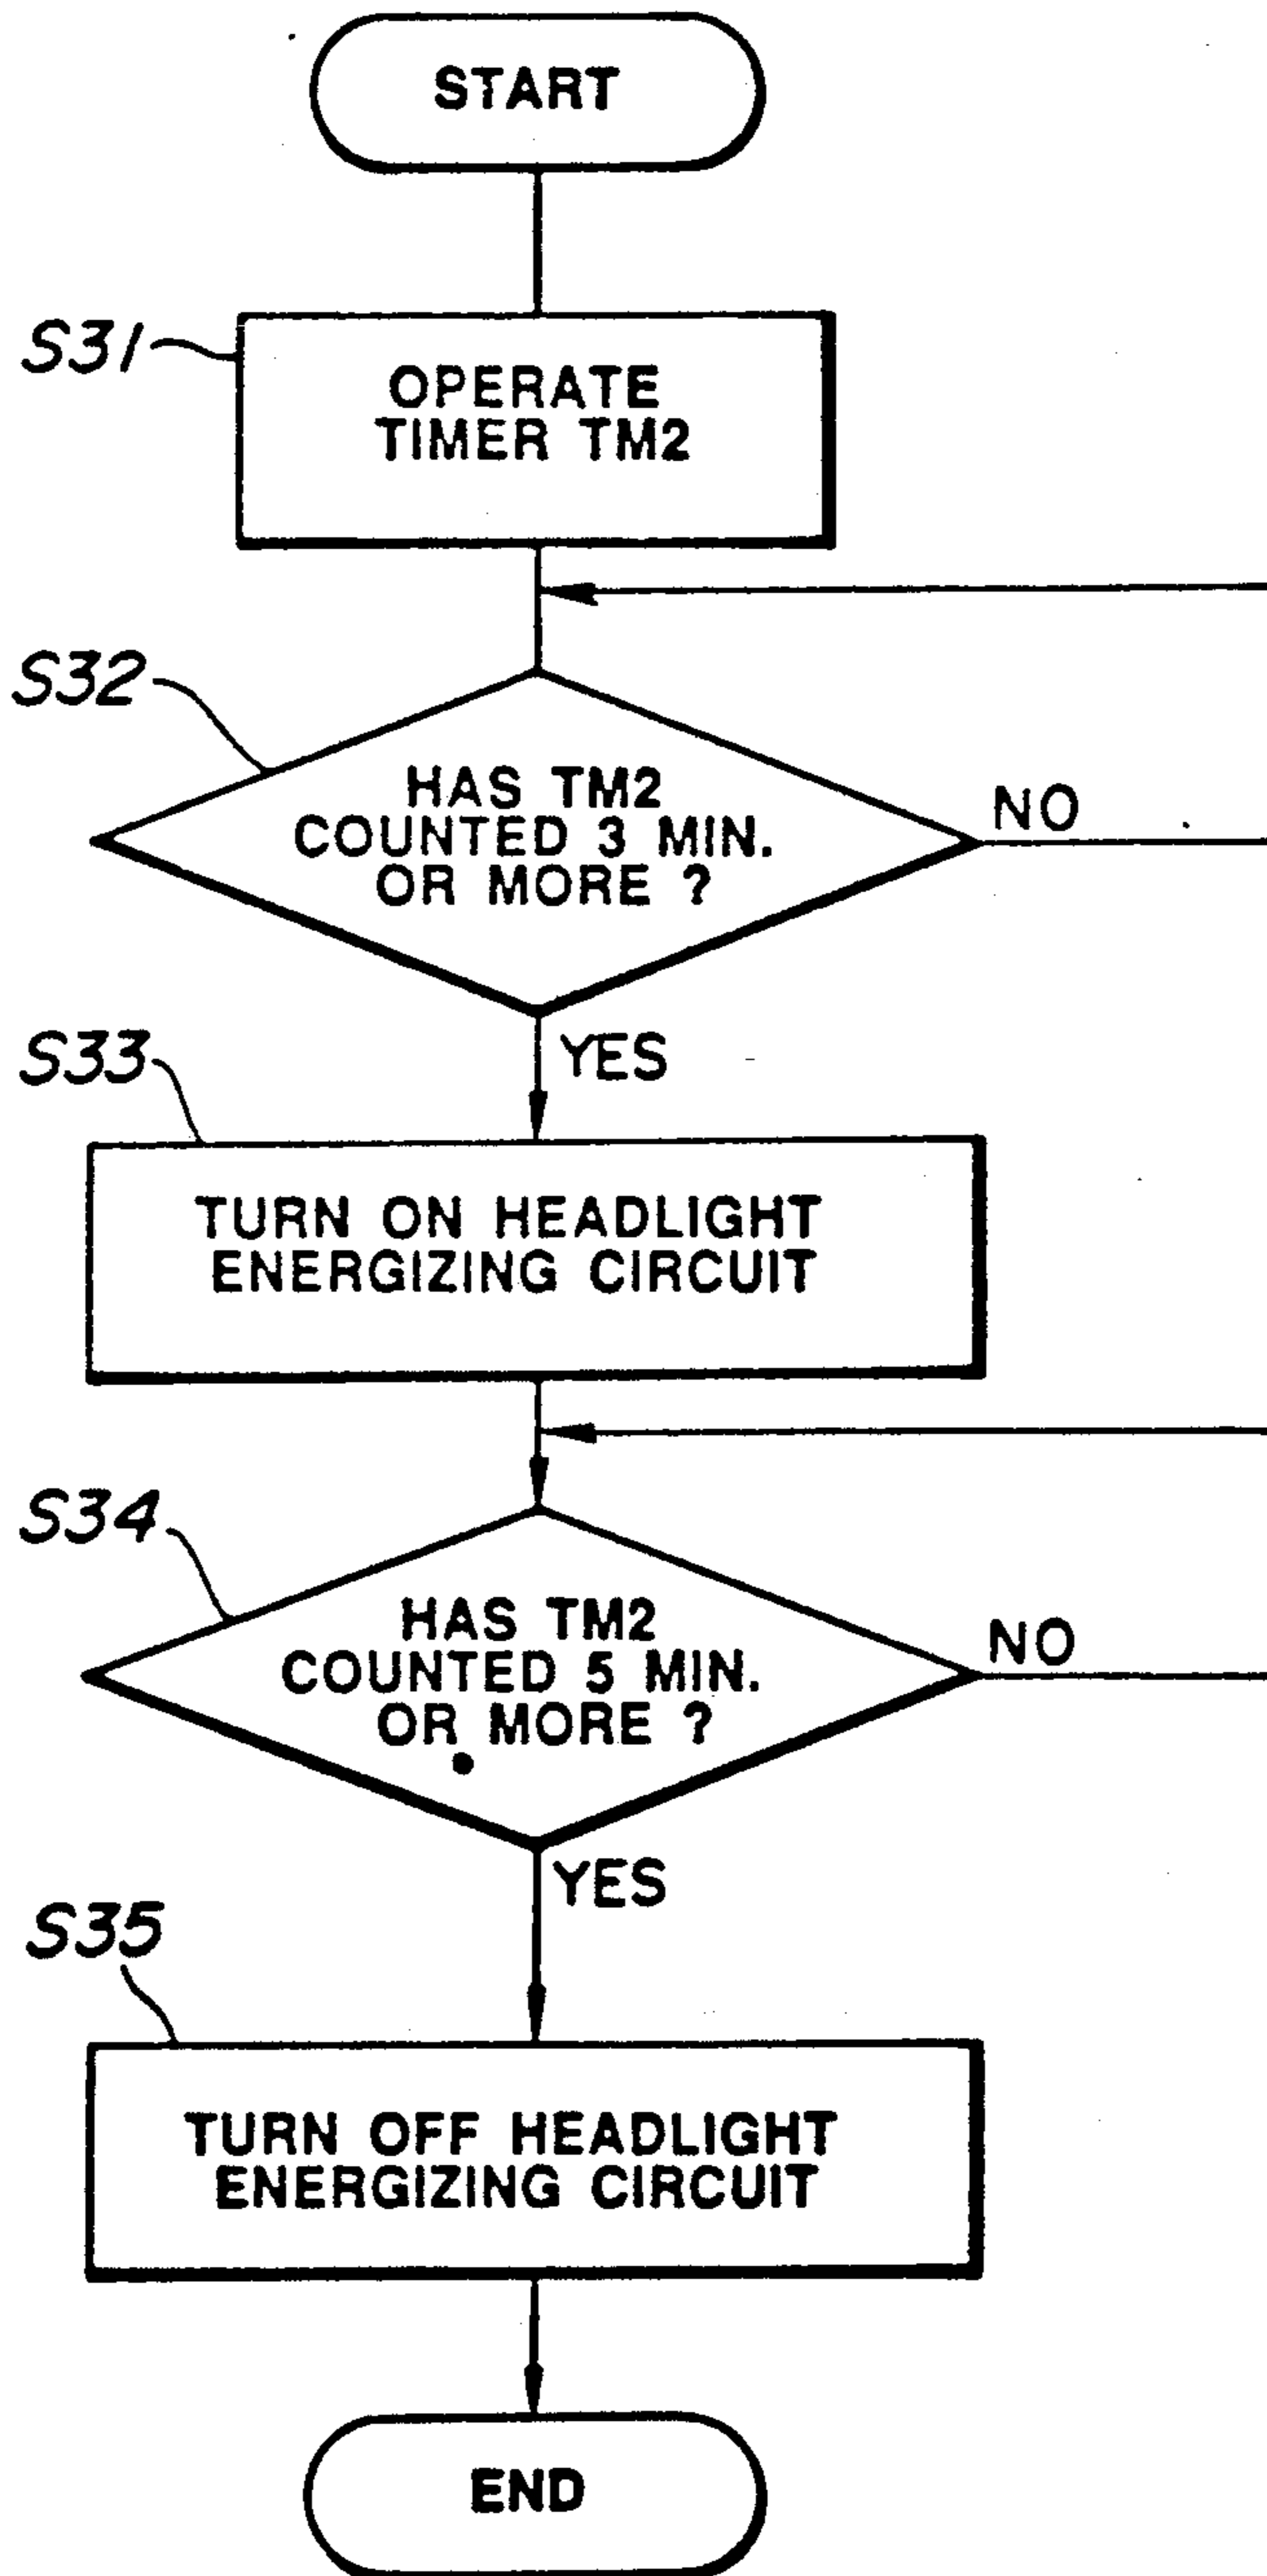 START
S31
OPERATE
TIMER TM2
S32
HAS TM2
COUNTED 3 MIN.
OR MORE ?
NO
YES
S33
TURN ON HEADLIGHT
ENERGIZING CIRCUIT
S34
HAS TM2
COUNTED 5 MIN.
OR MORE ?
NO
YES
S35
TURN OFF HEADLIGHT
ENERGIZING CIRCUIT
END